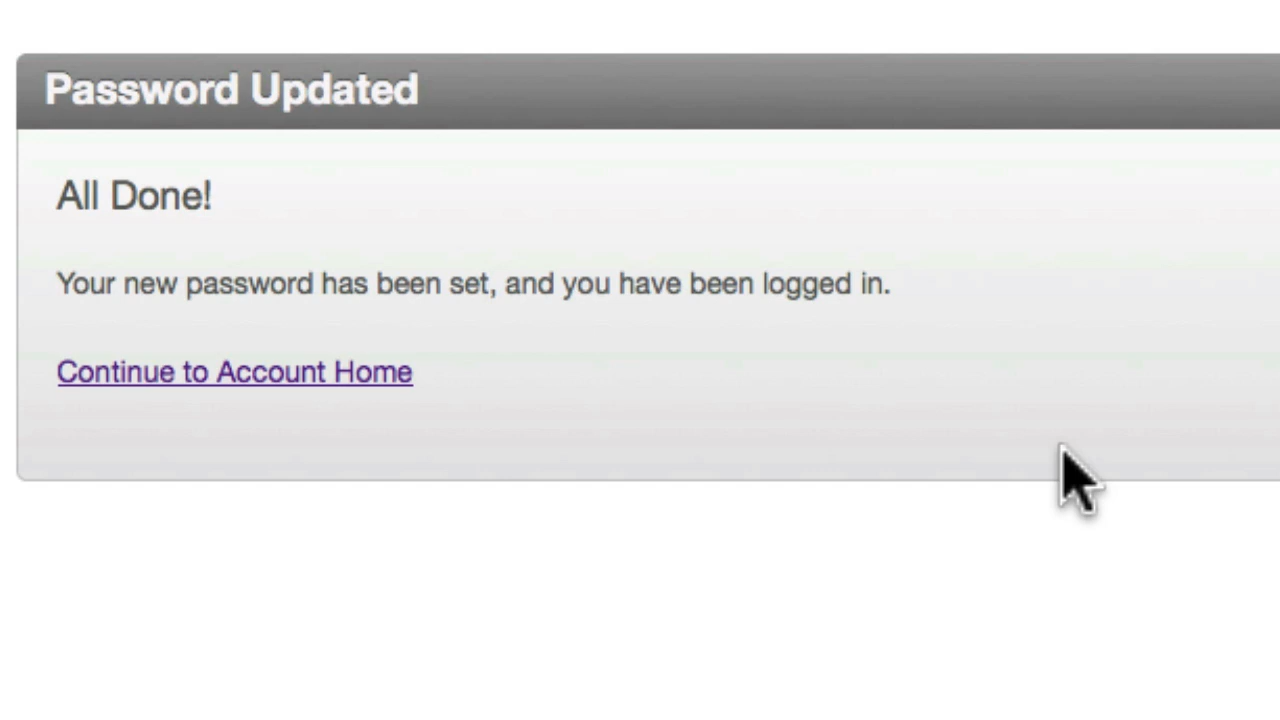 Password Updated
All Done!
Your new password has been set, and you have been logged in.
Continue to Account Home